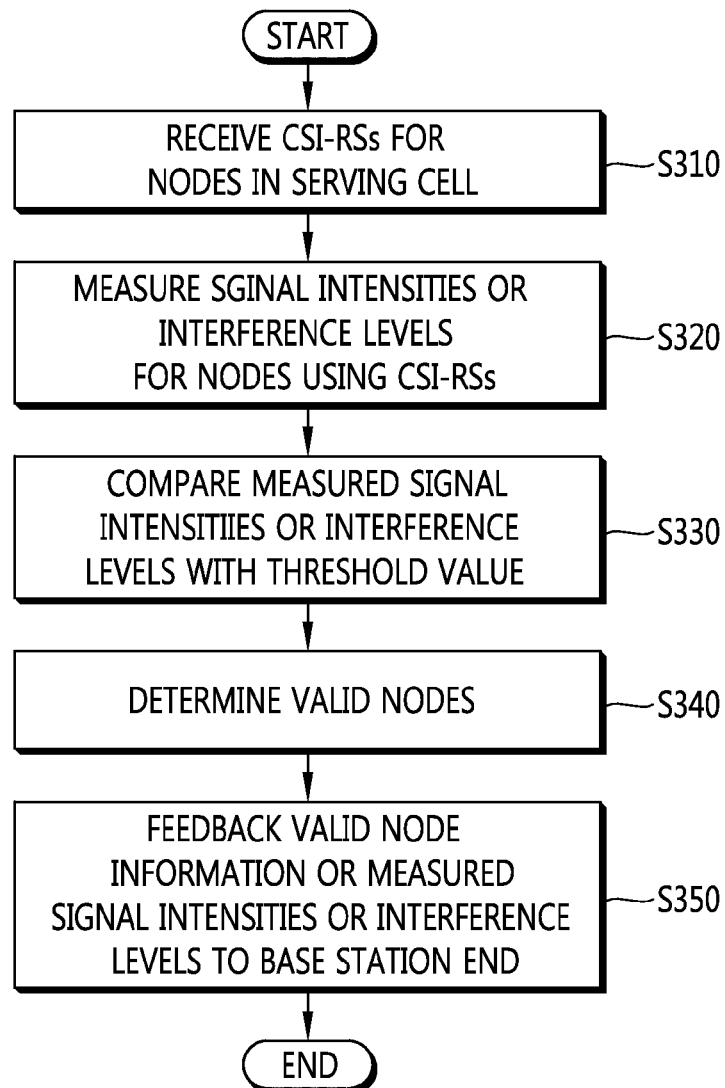 START
RECEIVE CSI-RSs FOR
NODES IN SERVING CELL
S310
MEASURE SGINAL INTENSITIES OR
INTERFERENCE LEVELS
FOR NODES USING CSI-RSs
S320
COMPARE MEASURED SIGNAL
INTENSITIIES OR INTERFERENCE
LEVELS WITH THRESHOLD VALUE
S330
DETERMINE VALID NODES
S340
FEEDBACK VALID NODE
INFORMATION OR MEASURED
SIGNAL INTENSITIES OR INTERFERENCE
LEVELS TO BASE STATION END
S350
END